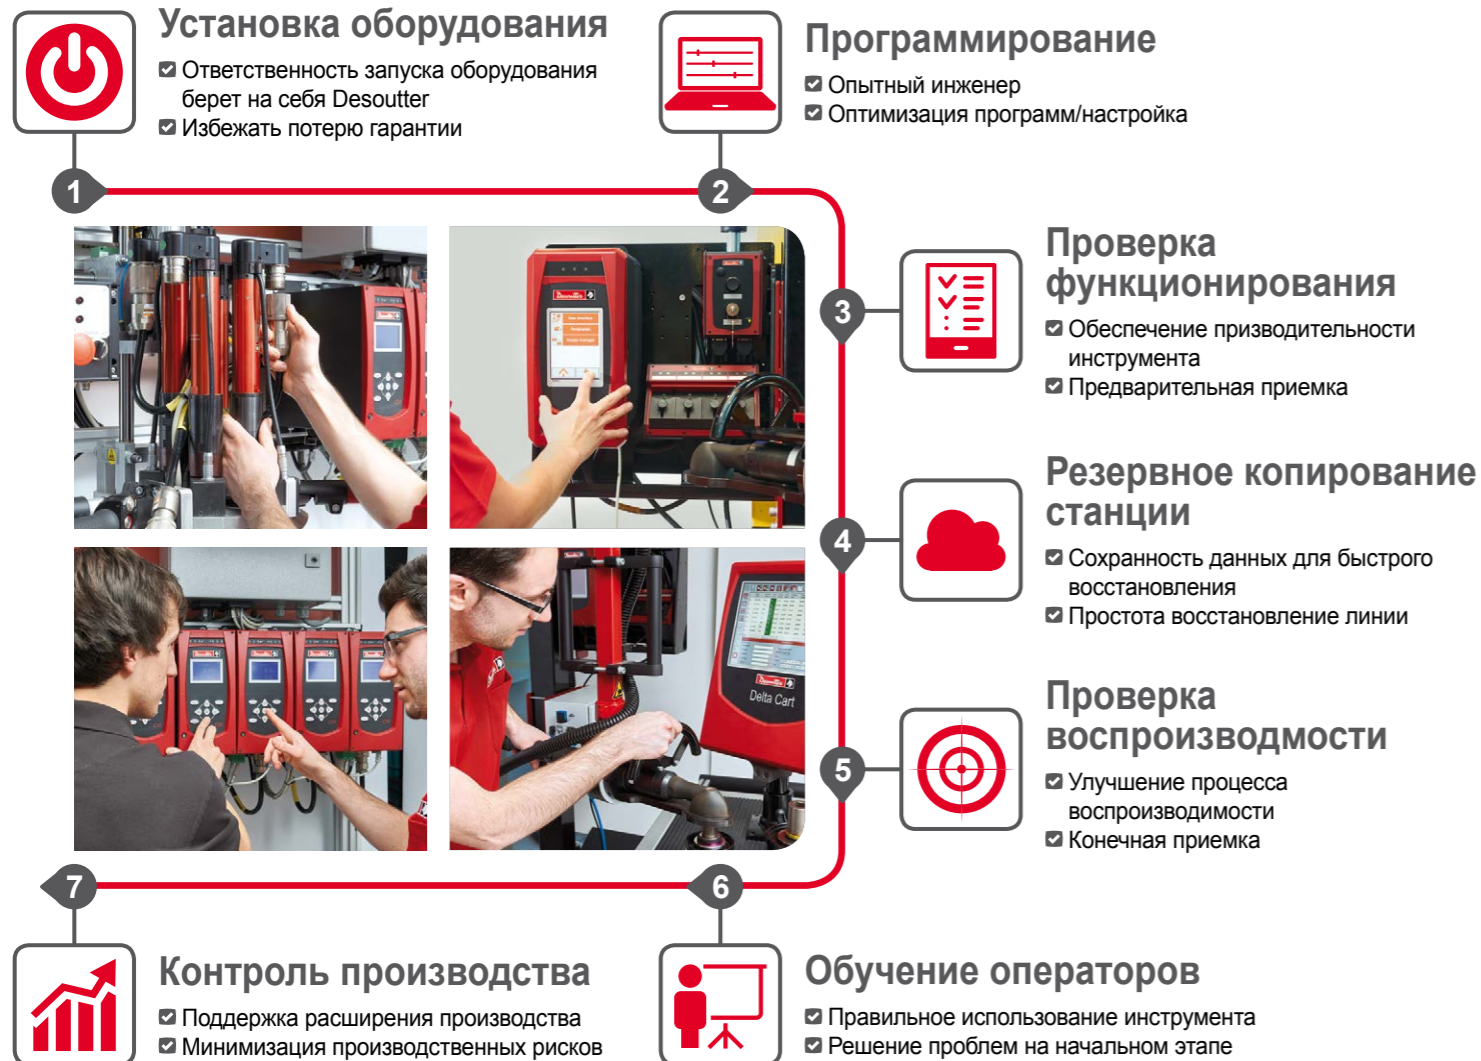 Установка оборудования
Ответственность запуска оборудования
берет на себя Desoutter
Избежать потерю гарантии
Программирование
Опытный инженер
Оптимизация программ/настройка
1
2
Проверка
функционирования
Обеспечение призводительности
инструмента
Предварительная приемка
3
Резервное копирование
станции
Сохранность данных для быстрого
восстановления
Простота восстановление линии
4
Delta Cart
Проверка
воспроизводмости
Улучшение процесса
воспроизводимости
Конечная приемка
5
7
6
Контроль производства
Поддержка расширения производства
Минимизация производственных рисков
Обучение операторов
Правильное использование инструмента
Решение проблем на начальном этапе